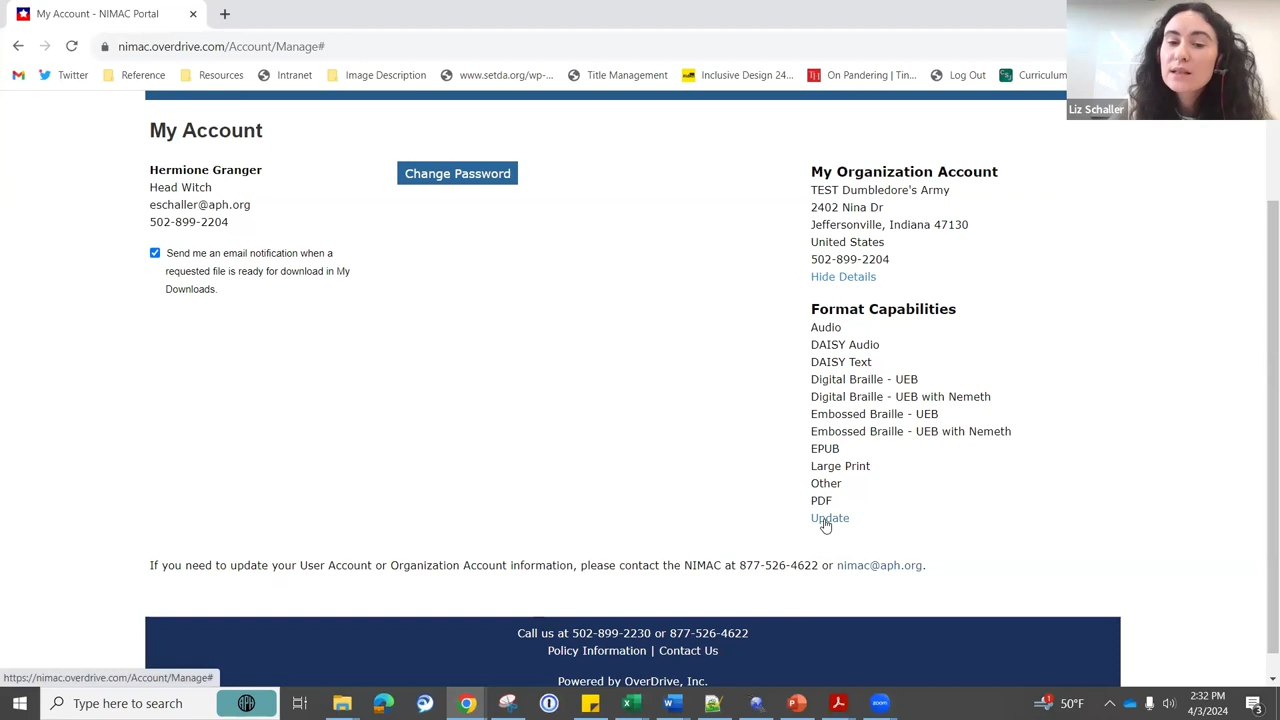 My Account - NIMAC Portal
nimac.overdrive.com/Account/Manage#
Twitter
Reference
Resources
Intranet
Image Description
www.setda.org/wp-...
Title Management
Inclusive Design 24...
On Pandering | Tin...
Log Out
Curriculum
Liz Schaller
My Account
Hermione Granger
Head Witch
eschaller@aph.org
502-899-2204
Change Password
Send me an email notification when a
requested file is ready for download in My
Downloads.
My Organization Account
TEST Dumbledore's Army
2402 Nina Dr
Jeffersonville, Indiana 47130
United States
502-899-2204
Hide Details
Format Capabilities
Audio
DAISY Audio
DAISY Text
Digital Braille - UEB
Digital Braille - UEB with Nemeth
Embossed Braille - UEB
Embossed Braille - UEB with Nemeth
EPUB
Large Print
Other
PDF
Update
If you need to update your User Account or Organization Account information, please contact the NIMAC at 877-526-4622 or nimac@aph.org.
Call us at 502-899-2230 or 877-526-4622
Policy Information | Contact Us
Powered by OverDrive, Inc.
https://nimac.overdrive.com/Account/Manage#
Type here to search
50°F
2:32 PM
4/3/2024